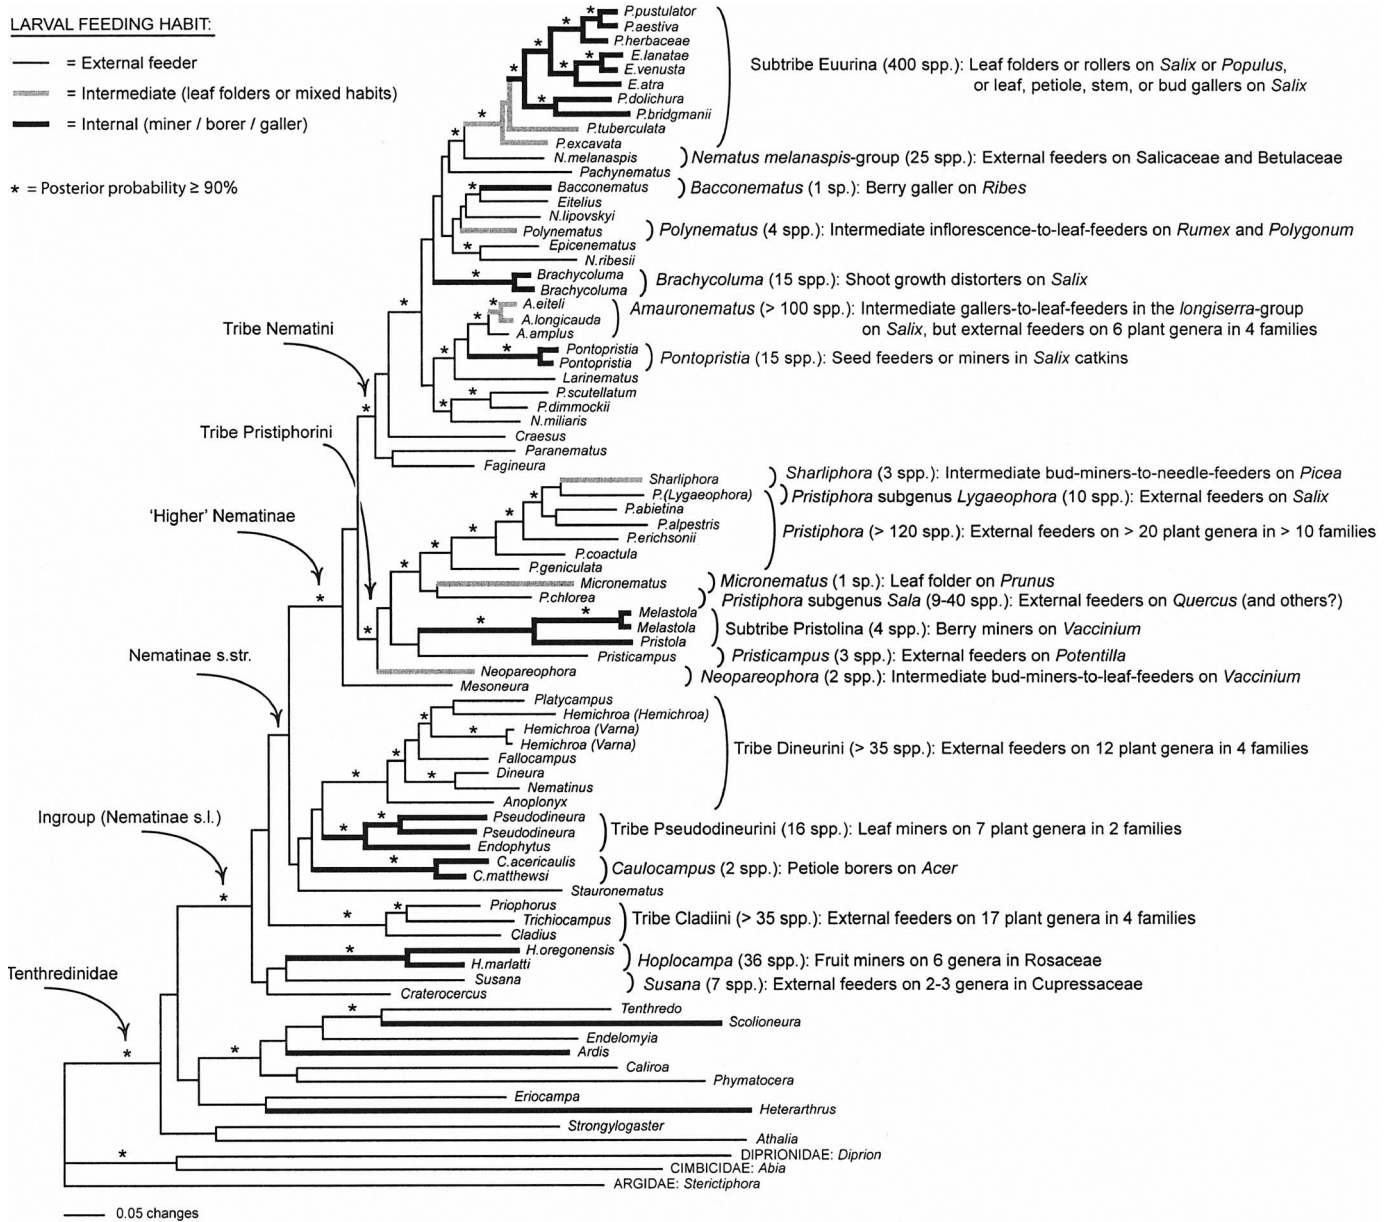 LARVAL FEEDING HABIT:
= External feeder
= Intermediate (leaf folders or mixed habits)
= Internal (miner / borer / galler)
* = Posterior probability ≥ 90%
P.pustulator
P.aestiva
P.herbaceae
E.lanatae
E.venusta
E.atra
P.dolichura
P.bridgmanii
P.tuberculata
P.excavata
Subtribe Euurina (400 spp.): Leaf folders or rollers on Salix or Populus,
or leaf, petiole, stem, or bud gallers on Salix
N.melanaspis
Nematus melanaspis-group (25 spp.): External feeders on Salicaceae and Betulaceae
Pachynematus
Bacconematus
Bacconematus (1 sp.): Berry galler on Ribes
Eitelius
N.lipovskyi
Polynematus
Polynematus (4 spp.): Intermediate inflorescence-to-leaf-feeders on Rumex and Polygonum
Epicenematus
N.ribesii
Brachycoluma
Brachycoluma
Brachycoluma (15 spp.): Shoot growth distorters on Salix
A.eiteli
A.longicauda
A.amplus
Amauronematus (> 100 spp.): Intermediate gallers-to-leaf-feeders in the longiserra-group
on Salix, but external feeders on 6 plant genera in 4 families
Pontopristia
Pontopristia
Pontopristia (15 spp.): Seed feeders or miners in Salix catkins
Larinematus
P.scutellatum
P.dimmockii
N.miliaris
Craesus
Paranematus
Fagineura
Tribe Nematini
Tribe Pristiphorini
Sharliphora
Sharliphora (3 spp.): Intermediate bud-miners-to-needle-feeders on Picea
P.(Lygaeophora)
Pristiphora subgenus Lygaeophora (10 spp.): External feeders on Salix
P.abietina
P.alpestris
P.erichsonii
P.coactula
P.geniculata
Pristiphora (> 120 spp.): External feeders on > 20 plant genera in > 10 families
'Higher' Nematinae
Micronematus
Micronematus (1 sp.): Leaf folder on Prunus
P.chlorea
Pristiphora subgenus Sala (9-40 spp.): External feeders on Quercus (and others?)
Melastola
Melastola
Pristola
Subtribe Pristolina (4 spp.): Berry miners on Vaccinium
Pristicampus
Pristicampus (3 spp.): External feeders on Potentilla
Neopareophora
Neopareophora (2 spp.): Intermediate bud-miners-to-leaf-feeders on Vaccinium
Mesoneura
Nematinae s.str.
Platycampus
Hemichroa (Hemichroa)
Hemichroa (Varna)
Hemichroa (Varna)
Fallocampus
Dineura
Nematinus
Anoplonyx
Tribe Dineurini (> 35 spp.): External feeders on 12 plant genera in 4 families
Ingroup (Nematinae s.l.)
Pseudodineura
Pseudodineura
Endophytus
Tribe Pseudodineurini (16 spp.): Leaf miners on 7 plant genera in 2 families
C.acericaulis
C.matthewsi
Caulocampus (2 spp.): Petiole borers on Acer
Stauronematus
Priophorus
Trichiocampus
Cladius
Tribe Cladiini (> 35 spp.): External feeders on 17 plant genera in 4 families
H.oregonensis
H.marlatti
Hoplocampa (36 spp.): Fruit miners on 6 genera in Rosaceae
Susana
Susana (7 spp.): External feeders on 2-3 genera in Cupressaceae
Craterocercus
Tenthredinidae
Tenthredo
Scolioneura
Endelomyia
Ardis
Caliroa
Phymatocera
Eriocampa
Heterarthrus
Strongylogaster
Athalia
DIPRIONIDAE: Diprion
CIMBICIDAE: Abia
ARGIDAE: Sterictiphora
0.05 changes